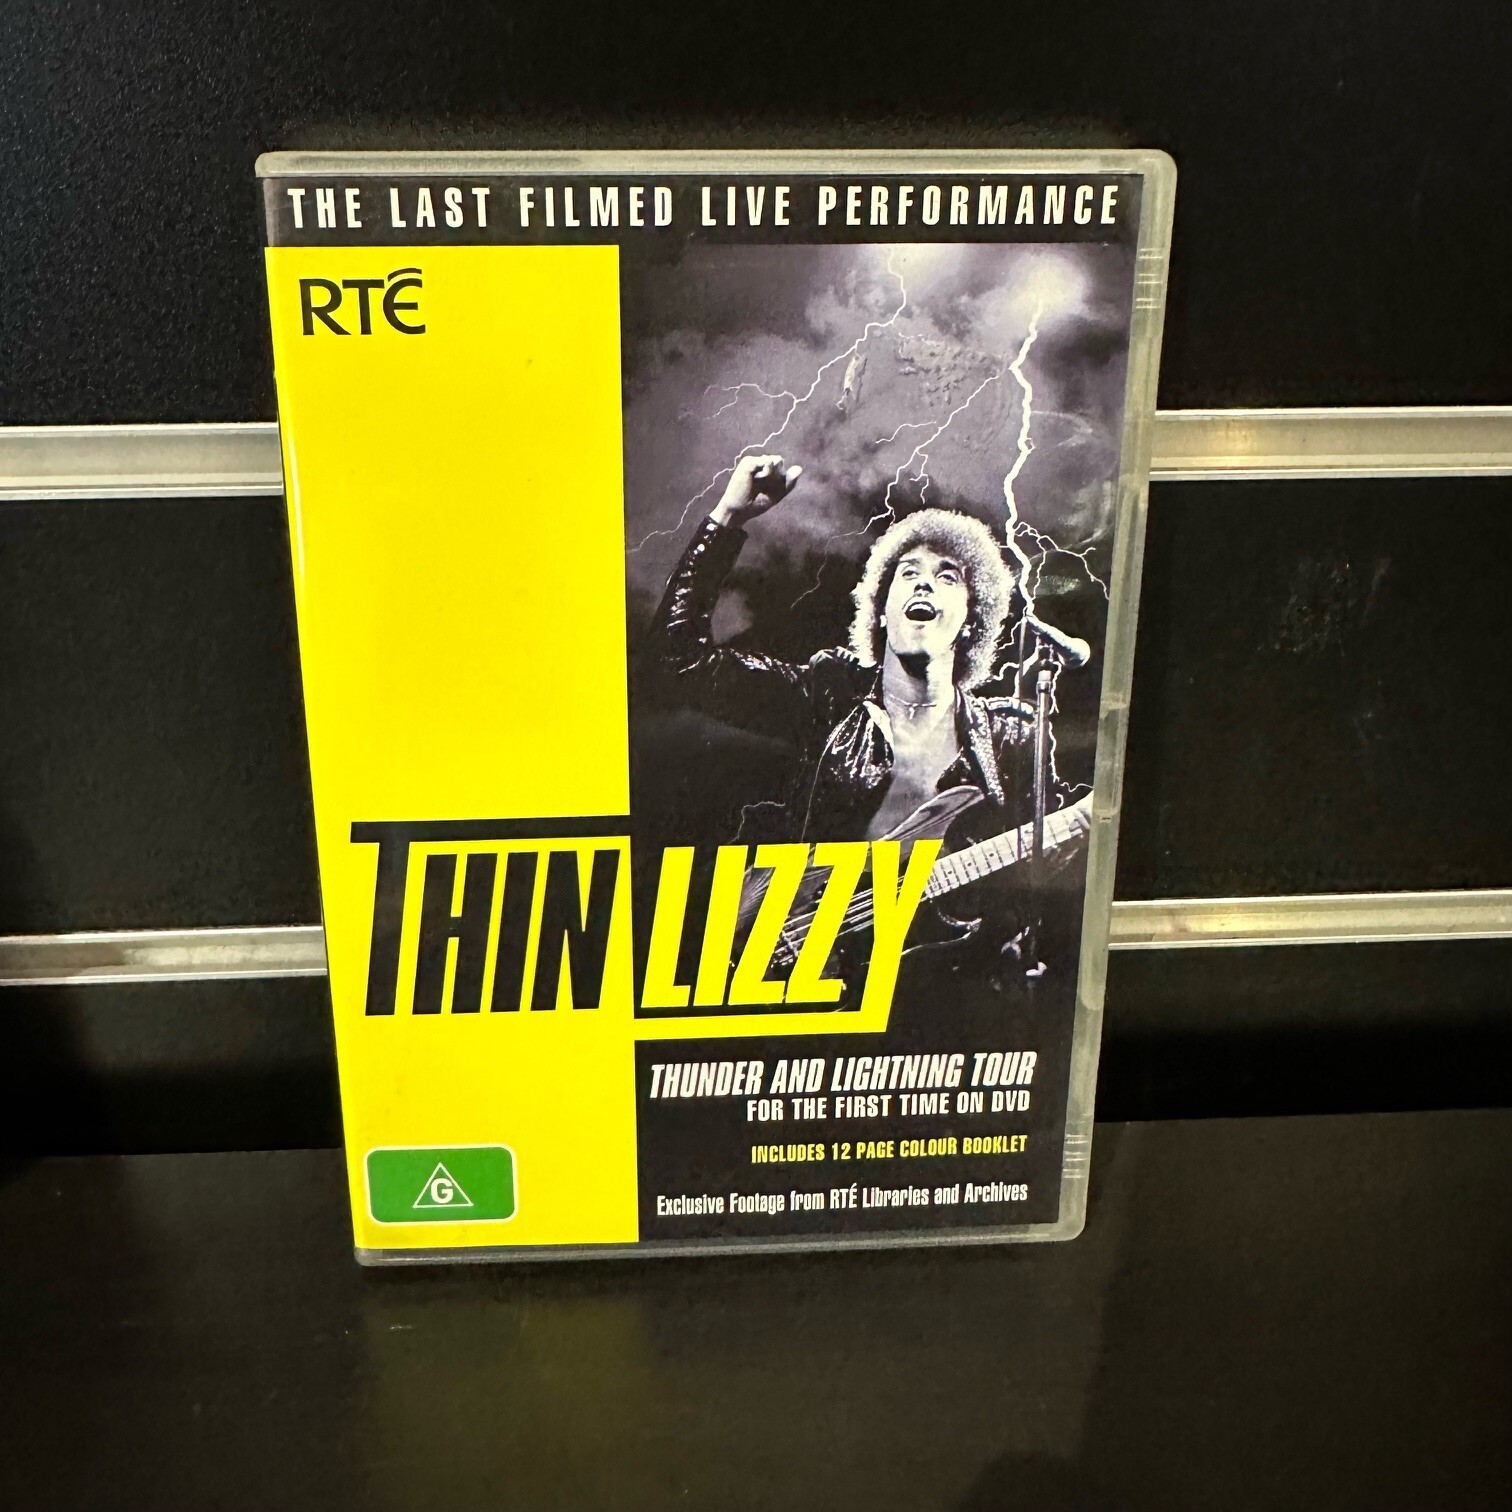 THE LAST FILMED LIVE PERFORMANCE
RTÉ
THIN LIZZY
THUNDER AND LIGHTNING TOUR
FOR THE FIRST TIME ON DVD
INCLUDES 12 PAGE COLOUR BOOKLET
Exclusive Footage from RTÉ Libraries and Archives
G